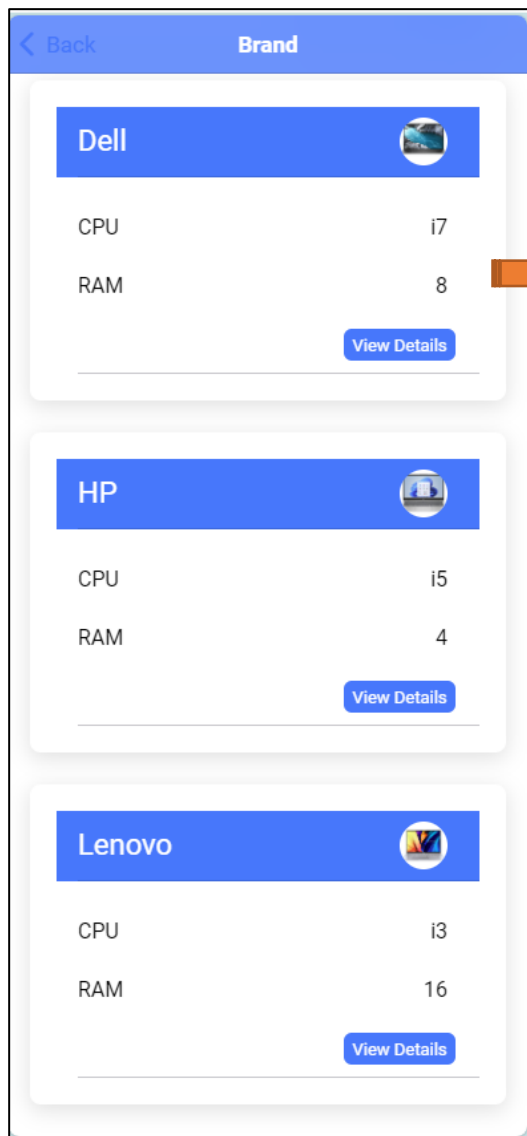 Back Brand
Dell
CPU i7
RAM 8
View Details
HP
CPU i5
RAM 4
View Details
Lenovo
CPU i3
RAM 16
View Details